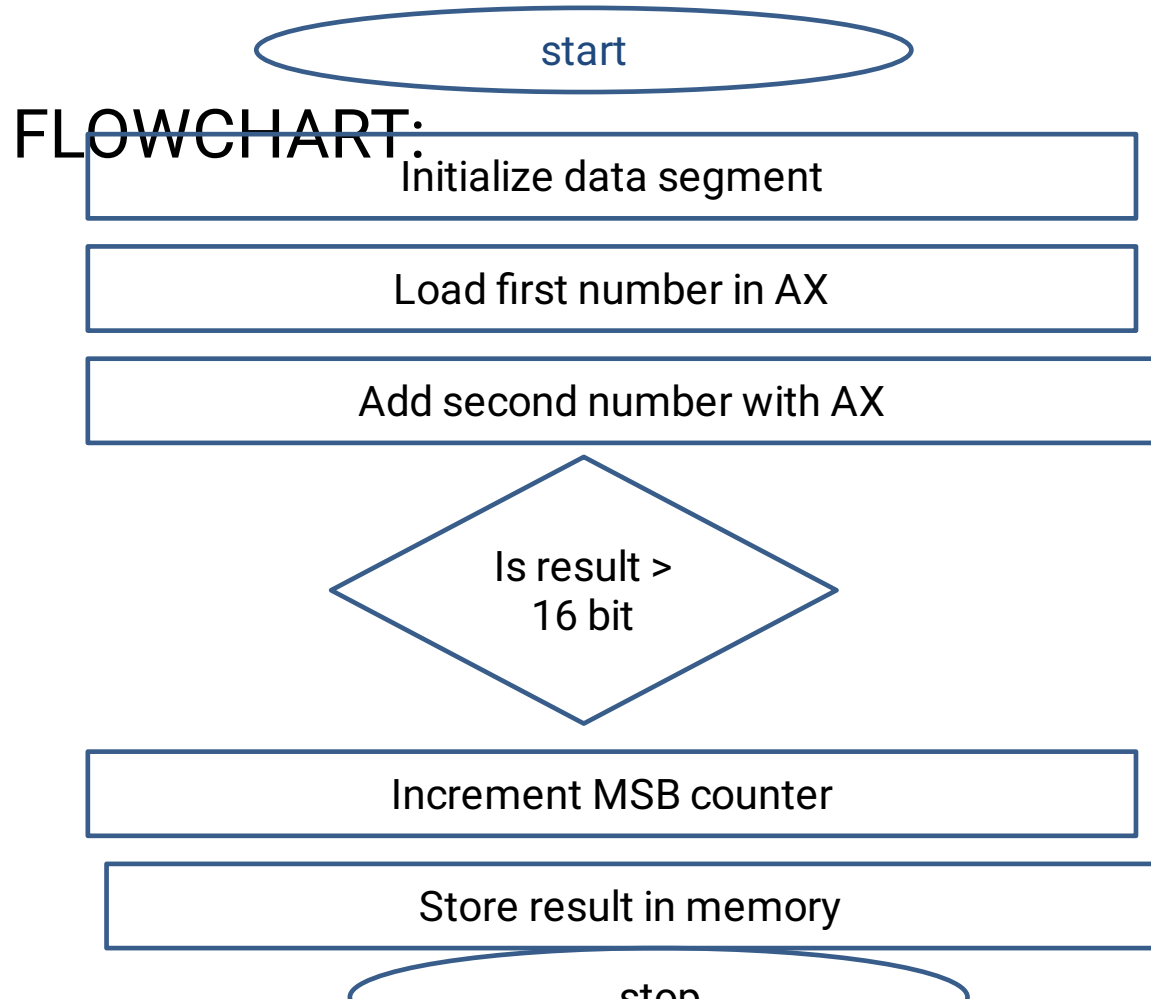 start
FLOWCHART:
Initialize data segment
Load first number in AX
Add second number with AX
Is result >
16 bit
Increment MSB counter
Store result in memory
stop